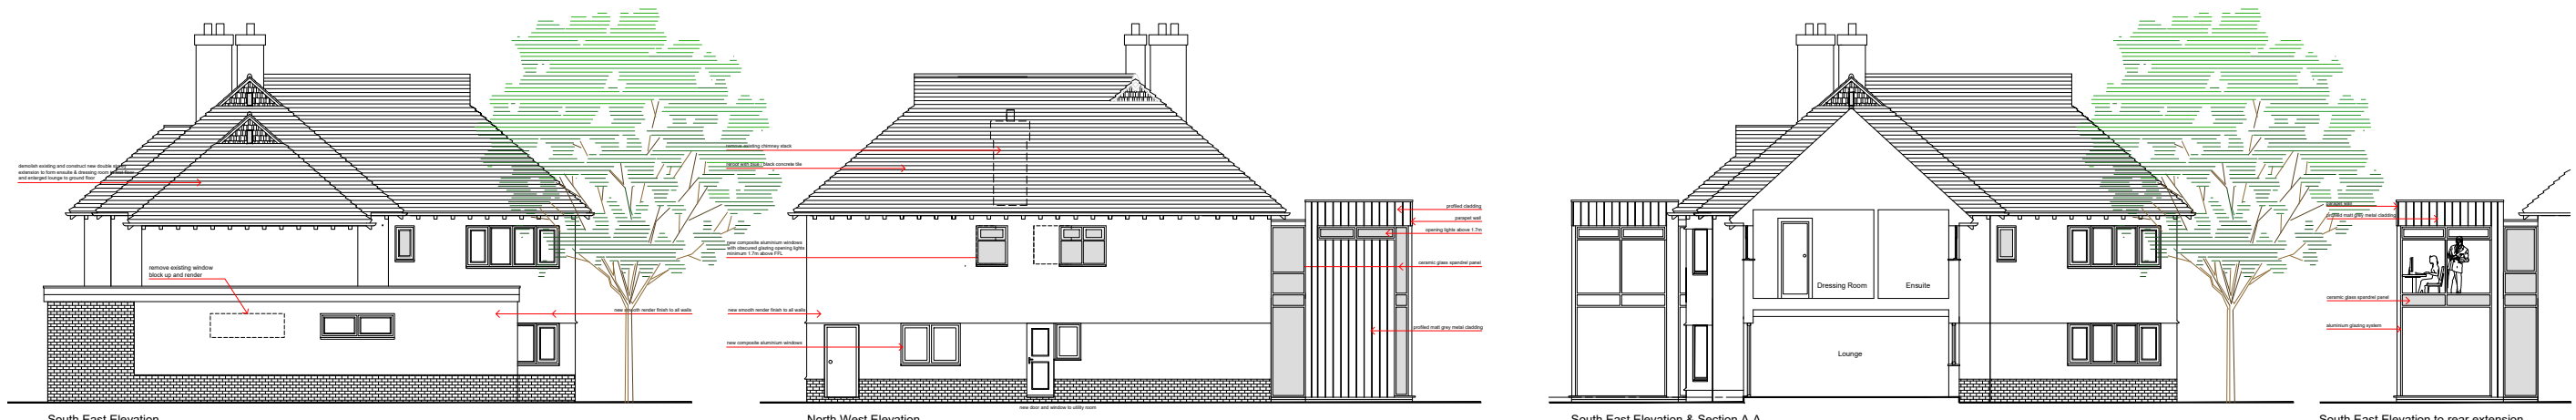 demolish existing and construct new double
extension to form ensuite & dressing room
and enlarged lounge to ground floor
remove existing window
block up and render
new smooth render finish to all walls
South East Elevation
remove existing chimney stack
black concrete tile
new composite aluminium windows
with obscured glazing opening lights
minimum 1.7m above FFL
new smooth render finish to all walls
new composite aluminium windows
profiled cladding
parapet wall
opening lights above 1.7m
ceramic glass spandrel panel
profiled matt grey metal cladding
new door and window to utility room
North West Elevation
Dressing Room
Ensuite
Lounge
South East Elevation & Section A-A
parapet wall
profiled matt grey metal cladding
ceramic glass spandrel panel
aluminium glazing system
South East Elevation to rear extension